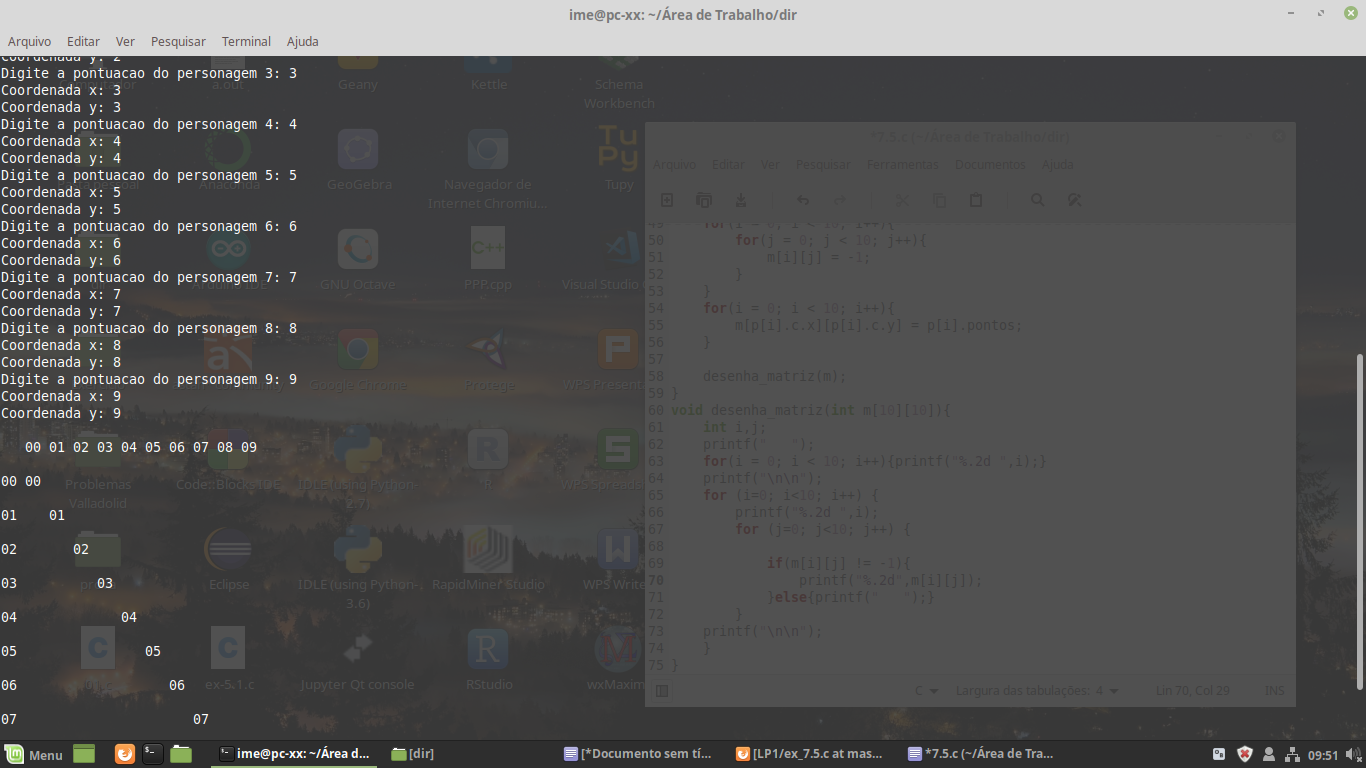 ime@pc-xx: ~/Área de Trabalho/dir
Arquivo Editar Ver Pesquisar Terminal Ajuda
Coordenada y: 2
Digite a pontuacao do personagem 3: 3
Coordenada x: 3
Coordenada y: 3
Digite a pontuacao do personagem 4: 4
Coordenada x: 4
Coordenada y: 4
Digite a pontuacao do personagem 5: 5
Coordenada x: 5
Coordenada y: 5
Digite a pontuacao do personagem 6: 6
Coordenada x: 6
Coordenada y: 6
Digite a pontuacao do personagem 7: 7
Coordenada x: 7
Coordenada y: 7
Digite a pontuacao do personagem 8: 8
Coordenada x: 8
Coordenada y: 8
Digite a pontuacao do personagem 9: 9
Coordenada x: 9
Coordenada y: 9
00 01 02 03 04 05 06 07 08 09
00 00
01 01
02 02
03 03
04 04
05 05
06 06
07 07
a.out
Geany
Kettle
Schema
Workbench
Anaconda
GeoGebra
Navegador de
Internet Chromiu...
Tupy
Arduino IDE
GNU Octave
PPP.cpp
Visual Studio
Google Chrome
Protege
WPS Present
Problemas
Valladolid
Code::Blocks IDE
IDLE (using Python-
2.7)
R
WPS Spreads
Eclipse
IDLE (using Python-
3.6)
RapidMiner Studio
WPS Write
ex-5.1.c
Jupyter Qt console
RStudio
wxMaxim
*7.5.c (~/Área de Trabalho/dir)
Arquivo Editar Ver Pesquisar Ferramentas Documentos Ajuda
49 for(i = 0; i < 10; i++){
50 for(j = 0; j < 10; j++){
51 m[i][j] = -1;
52 }
53 }
54 for(i = 0; i < 10; i++){
55 m[p[i].c.x][p[i].c.y] = p[i].pontos;
56 }
57
58 desenha_matriz(m);
59 }
60 void desenha_matriz(int m[10][10]){
61 int i,j;
62 printf("   ");
63 for(i = 0; i < 10; i++){printf("%.2d ",i);}
64 printf("\n\n");
65 for (i=0; i<10; i++) {
66 printf("%.2d ",i);
67 for (j=0; j<10; j++) {
68
69 if(m[i][j] != -1){
70 printf("%.2d",m[i][j]);
71 }else{printf("   ");}
72 }
73 printf("\n\n");
74 }
75 }
C Largura das tabulações: 4 Lin 70, Col 29 INS
Menu ime@pc-xx: ~/Área d... [dir] [*Documento sem tí... [LP1/ex_7.5.c at mas... *7.5.c (~/Área de Tra... 09:51